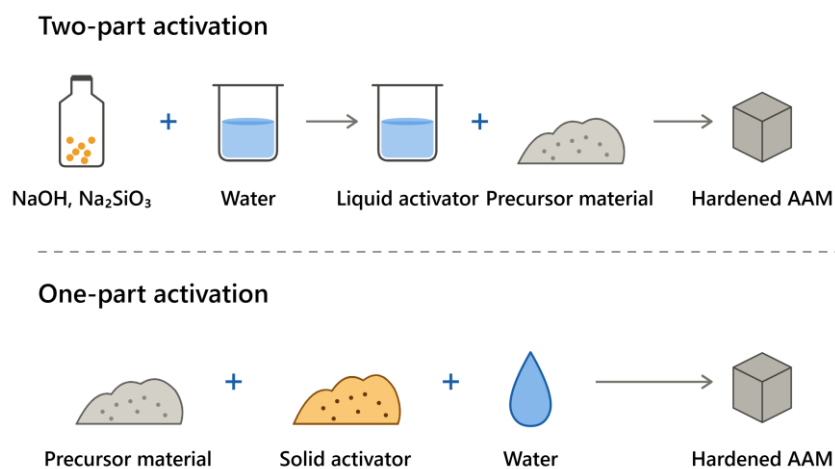 Two-part activation
NaOH, Na₂SiO₃ Water Liquid activator Precursor material Hardened AAM
One-part activation
Precursor material Solid activator Water Hardened AAM